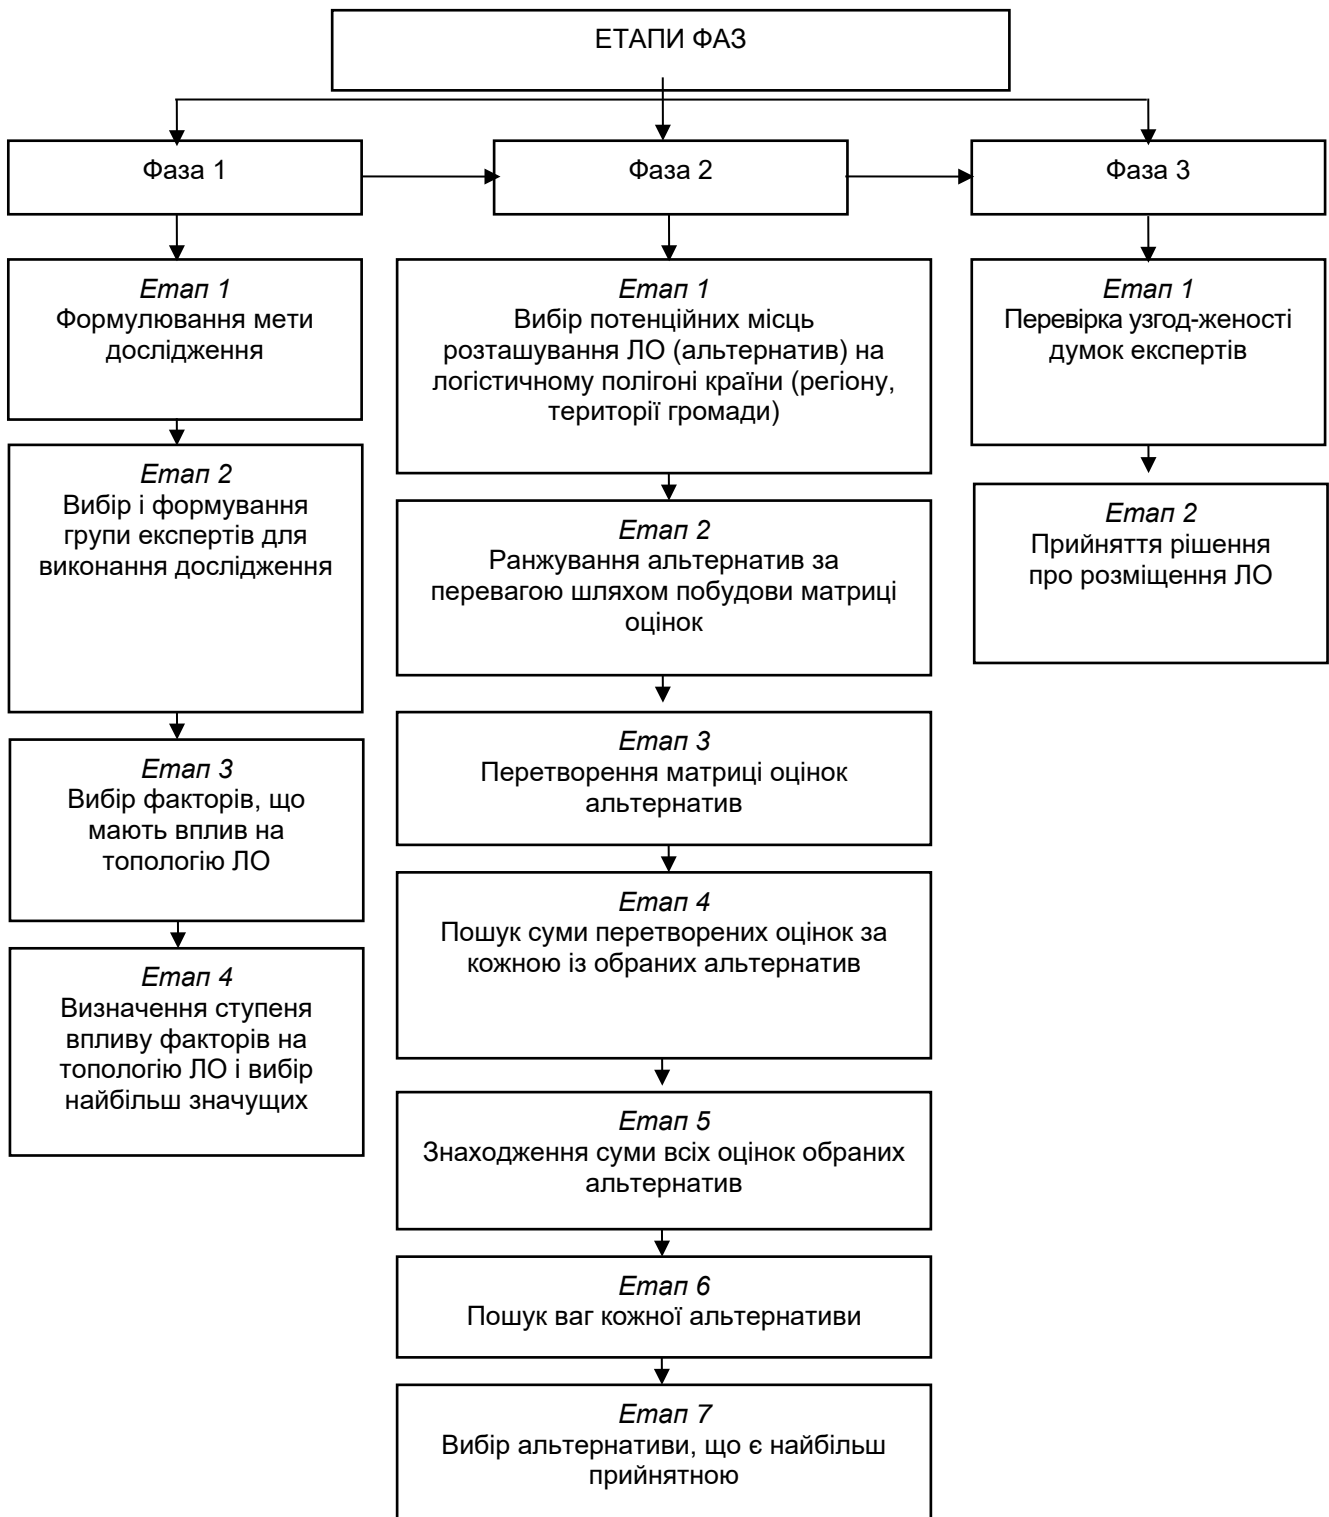 ЕТАПИ ФАЗ
Фаза 1
Фаза 2
Фаза 3
Етап 1
Формулювання мети
дослідження
Етап 2
Вибір і формування
групи експертів для
виконання дослідження
Етап 3
Вибір факторів, що
мають вплив на
топологію ЛО
Етап 4
Визначення ступеня
впливу факторів на
топологію ЛО і вибір
найбільш значущих
Етап 1
Вибір потенційних місць
розташування ЛО (альтернатив) на
логістичному полігоні країни (регіону,
території громади)
Етап 2
Ранжування альтернатив за
перевагою шляхом побудови матриці
оцінок
Етап 3
Перетворення матриці оцінок
альтернатив
Етап 4
Пошук суми перетворених оцінок за
кожною із обраних альтернатив
Етап 5
Знаходження суми всіх оцінок обраних
альтернатив
Етап 6
Пошук ваг кожної альтернативи
Етап 7
Вибір альтернативи, що є найбільш
прийнятною
Етап 1
Перевірка узгод-женості
думок експертів
Етап 2
Прийняття рішення
про розміщення ЛО